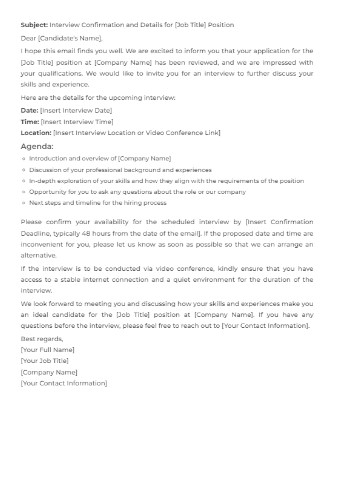 Subject: Interview Confirmation and Details for [Job Title] Position
Dear [Candidate's Name],
I hope this email finds you well. We are excited to inform you that your application for the
[Job Title] position at [Company Name] has been reviewed, and we are impressed with
your qualifications. We would like to invite you for an interview to further discuss your
skills and experience.
Here are the details for the upcoming interview:
Date: [Insert Interview Date]
Time: [Insert Interview Time]
Location: [Insert Interview Location or Video Conference Link]
Agenda:
Introduction and overview of [Company Name]
Discussion of your professional background and experiences
In-depth exploration of your skills and how they align with the requirements of the position
Opportunity for you to ask any questions about the role or our company
Next steps and timeline for the hiring process
Please confirm your availability for the scheduled interview by [Insert Confirmation
Deadline, typically 48 hours from the date of the email]. If the proposed date and time are
inconvenient for you, please let us know as soon as possible so that we can arrange an
alternative.
If the interview is to be conducted via video conference, kindly ensure that you have
access to a stable internet connection and a quiet environment for the duration of the
interview.
We look forward to meeting you and discussing how your skills and experiences make you
an ideal candidate for the [Job Title] position at [Company Name]. If you have any
questions before the interview, please feel free to reach out to [Your Contact Information].
Best regards,
[Your Full Name]
[Your Job Title]
[Company Name]
[Your Contact Information]